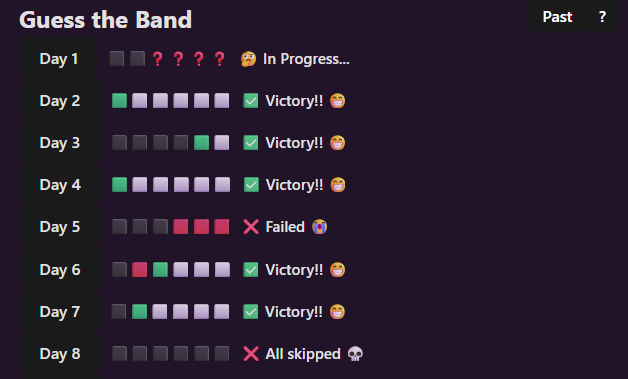 Guess the Band
Past ?
Day 1 ❓❓❓❓ In Progress...
Day 2 Victory!!
Day 3 Victory!!
Day 4 Victory!!
Day 5 Failed
Day 6 Victory!!
Day 7 Victory!!
Day 8 All skipped